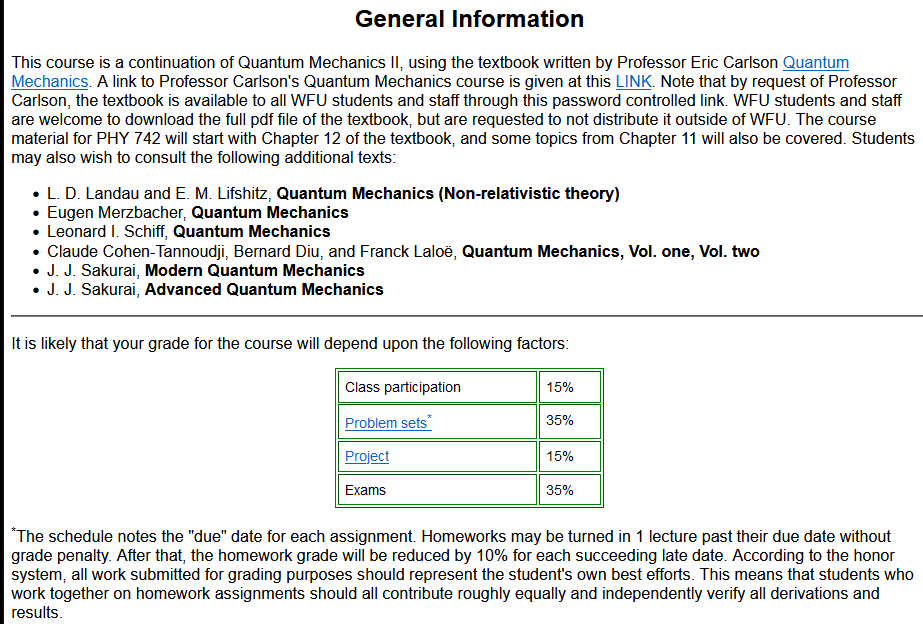 General Information
This course is a continuation of Quantum Mechanics II, using the textbook written by Professor Eric Carlson Quantum
Mechanics. A link to Professor Carlson's Quantum Mechanics course is given at this LINK. Note that by request of Professor
Carlson, the textbook is available to all WFU students and staff through this password controlled link. WFU students and staff
are welcome to download the full pdf file of the textbook, but are requested to not distribute it outside of WFU. The course
material for PHY 742 will start with Chapter 12 of the textbook, and some topics from Chapter 11 will also be covered. Students
may also wish to consult the following additional texts:
• L. D. Landau and E. M. Lifshitz, Quantum Mechanics (Non-relativistic theory)
• Eugen Merzbacher, Quantum Mechanics
• Leonard I. Schiff, Quantum Mechanics
• Claude Cohen-Tannoudji, Bernard Diu, and Franck Laloë, Quantum Mechanics, Vol. one, Vol. two
• J. J. Sakurai, Modern Quantum Mechanics
• J. J. Sakurai, Advanced Quantum Mechanics
It is likely that your grade for the course will depend upon the following factors:
Class participation 15%
Problem sets* 35%
Project 15%
Exams 35%
*The schedule notes the "due" date for each assignment. Homeworks may be turned in 1 lecture past their due date without
grade penalty. After that, the homework grade will be reduced by 10% for each succeeding late date. According to the honor
system, all work submitted for grading purposes should represent the student's own best efforts. This means that students who
work together on homework assignments should all contribute roughly equally and independently verify all derivations and
results.